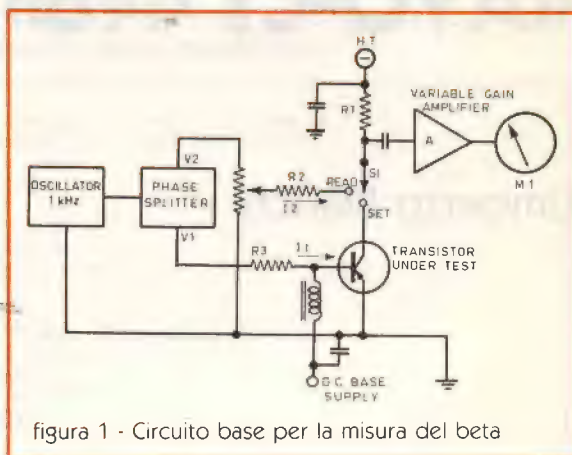 H T
VARIABLE GAIN
AMPLIFIER
R1
A
M 1
V2
R2
READ
S1
I2
SET
OSCILLATOR
1 kHz
PHASE
SPLITTER
V1
R3
I1
TRANSISTOR
UNDER TEST
D.C. BASE
SUPPLY
figura 1 - Circuito base per la misura del beta